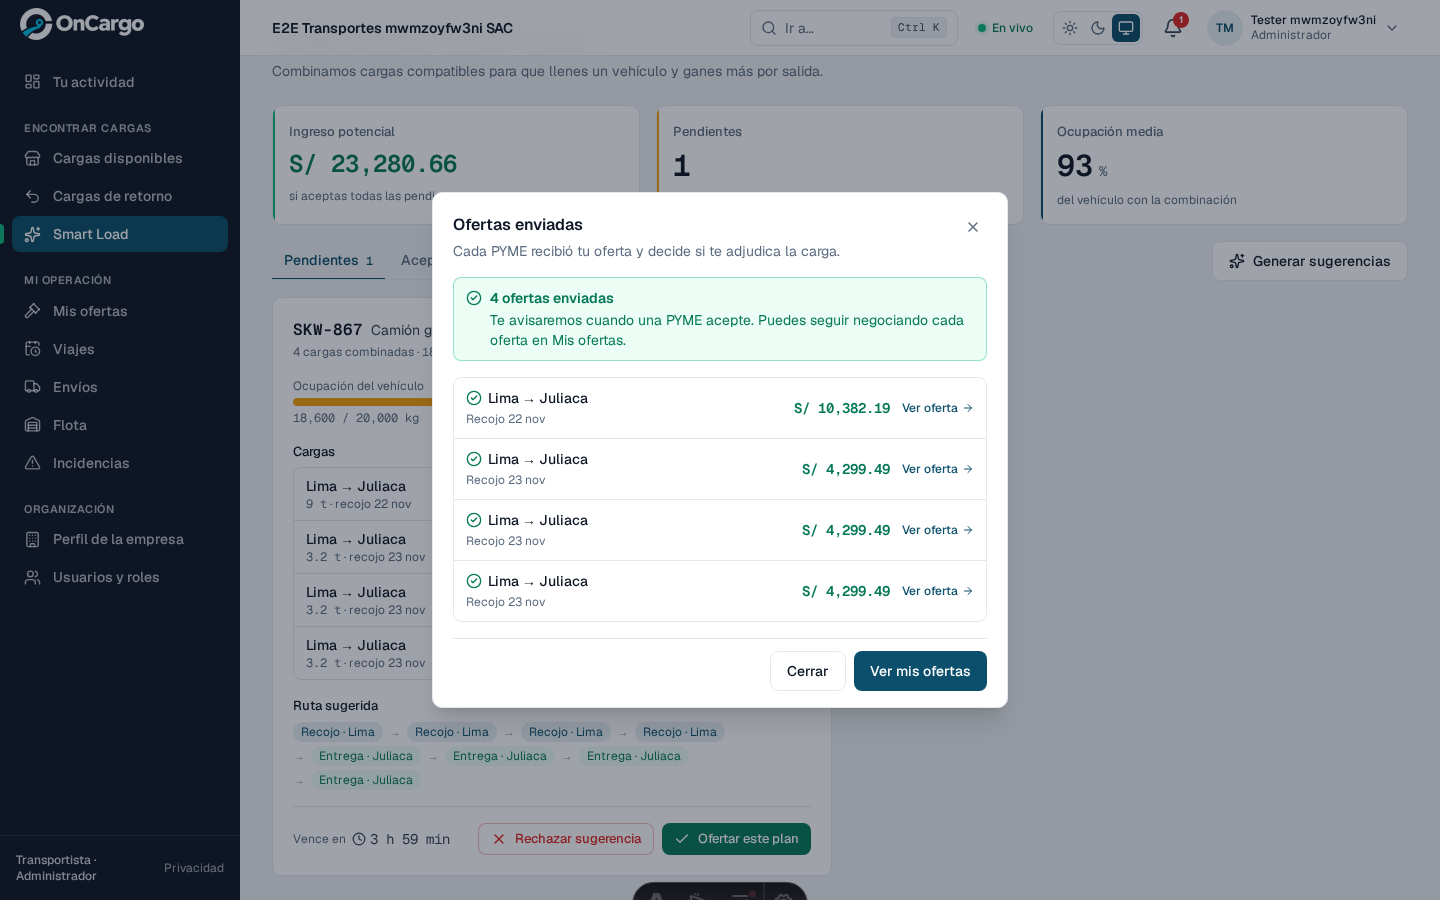 OnCargo
E2E Transportes mwmzoyfw3ni SAC
Ir a...
Ctrl K
En vivo
1
TM
Tester mwmzoyfw3ni
Administrador
Tu actividad
ENCONTRAR CARGAS
Cargas disponibles
Cargas de retorno
Smart Load
MI OPERACIÓN
Mis ofertas
Viajes
Envíos
Flota
Incidencias
ORGANIZACIÓN
Perfil de la empresa
Usuarios y roles
Transportista ·
Administrador
Privacidad
Combinamos cargas compatibles para que llenes un vehículo y ganes más por salida.
Ingreso potencial
S/ 23,280.66
si aceptas todas las pendi
Pendientes
1
Ocupación media
93 %
del vehículo con la combinación
Pendientes 1
Acep
Generar sugerencias
SKW-867 Camión g
4 cargas combinadas · 18
Ocupación del vehículo
18,600 / 20,000 kg
Cargas
Lima → Juliaca
9 t · recojo 22 nov
Lima → Juliaca
3.2 t · recojo 23 nov
Lima → Juliaca
3.2 t · recojo 23 nov
Lima → Juliaca
3.2 t · recojo 23 nov
Ruta sugerida
Recojo · Lima → Recojo · Lima → Recojo · Lima → Recojo · Lima
→ Entrega · Juliaca → Entrega · Juliaca → Entrega · Juliaca
→ Entrega · Juliaca
Vence en 3 h 59 min
Rechazar sugerencia
Ofertar este plan
Ofertas enviadas
Cada PYME recibió tu oferta y decide si te adjudica la carga.
4 ofertas enviadas
Te avisaremos cuando una PYME acepte. Puedes seguir negociando cada
oferta en Mis ofertas.
Lima → Juliaca
Recojo 22 nov
S/ 10,382.19
Ver oferta →
Lima → Juliaca
Recojo 23 nov
S/ 4,299.49
Ver oferta →
Lima → Juliaca
Recojo 23 nov
S/ 4,299.49
Ver oferta →
Lima → Juliaca
Recojo 23 nov
S/ 4,299.49
Ver oferta →
Cerrar
Ver mis ofertas